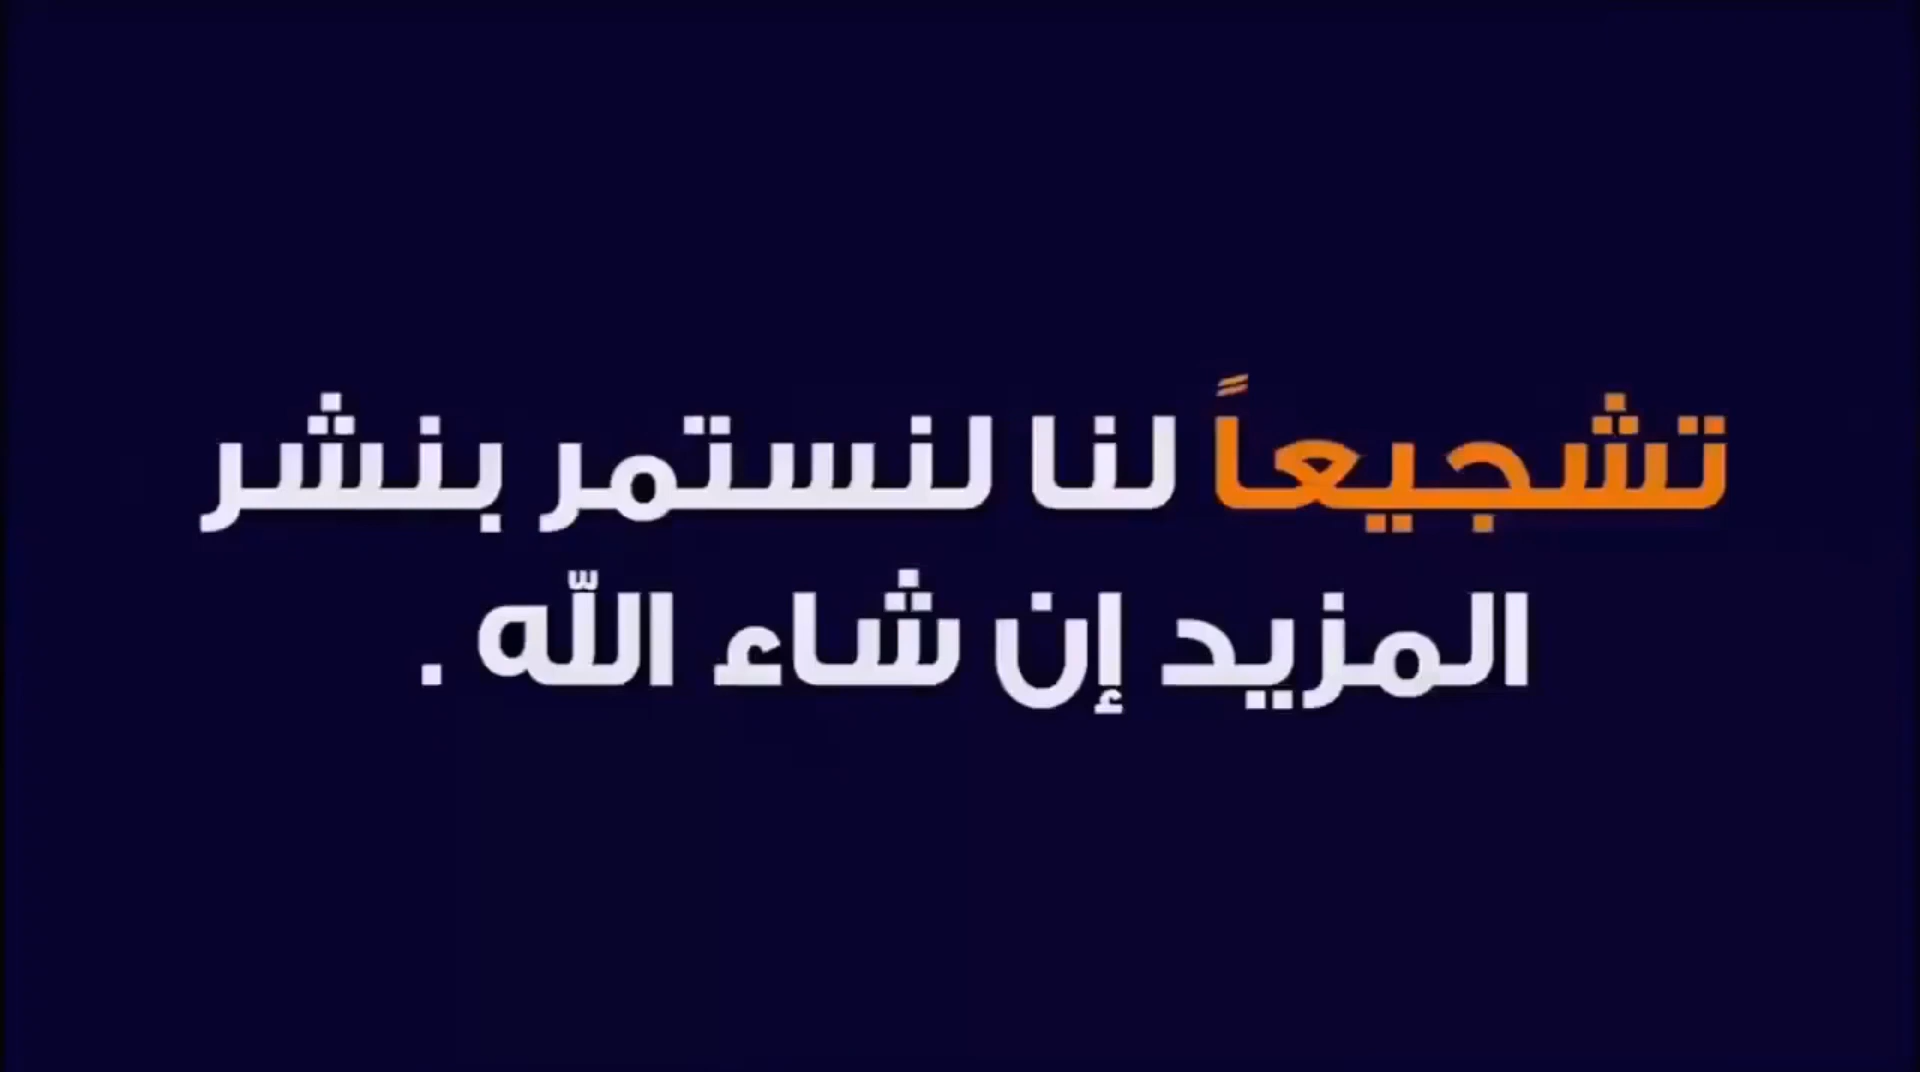 تشجيعاً لنا لنستمر بنشر
المزيد إن شاء اللّه .